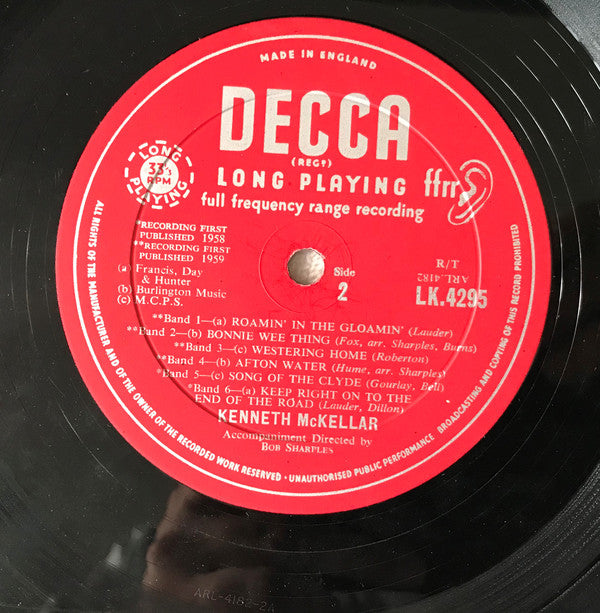 MADE IN ENGLAND
DECCA
(REGD)
LONG PLAYING ffrr
full frequency range recording
LONG PLAYING
33⅓
RPM
*RECORDING FIRST
PUBLISHED 1958
**RECORDING FIRST
PUBLISHED 1959
(a) Francis, Day
& Hunter
(b) Burlington Music
(c) M.C.P.S.
Side
2
R/T
ARL-4182
LK.4295
**Band 1—(a) ROAMIN' IN THE GLOAMIN' (Lauder)
**Band 2—(b) BONNIE WEE THING (Fox, arr. Sharples, Burns)
**Band 3—(c) WESTERING HOME (Roberton)
**Band 4—(b) AFTON WATER (Hume, arr. Sharples)
*Band 5—(c) SONG OF THE CLYDE (Gourlay, Bell)
*Band 6—(a) KEEP RIGHT ON TO THE
END OF THE ROAD (Lauder, Dillon)
KENNETH McKELLAR
Accompaniment Directed by
BOB SHARPLES
ALL RIGHTS OF THE MANUFACTURER AND OF THE OWNER OF THE RECORDED WORK RESERVED · UNAUTHORISED PUBLIC PERFORMANCE, BROADCASTING AND COPYING OF THIS RECORD PROHIBITED
ARL-4182-2A